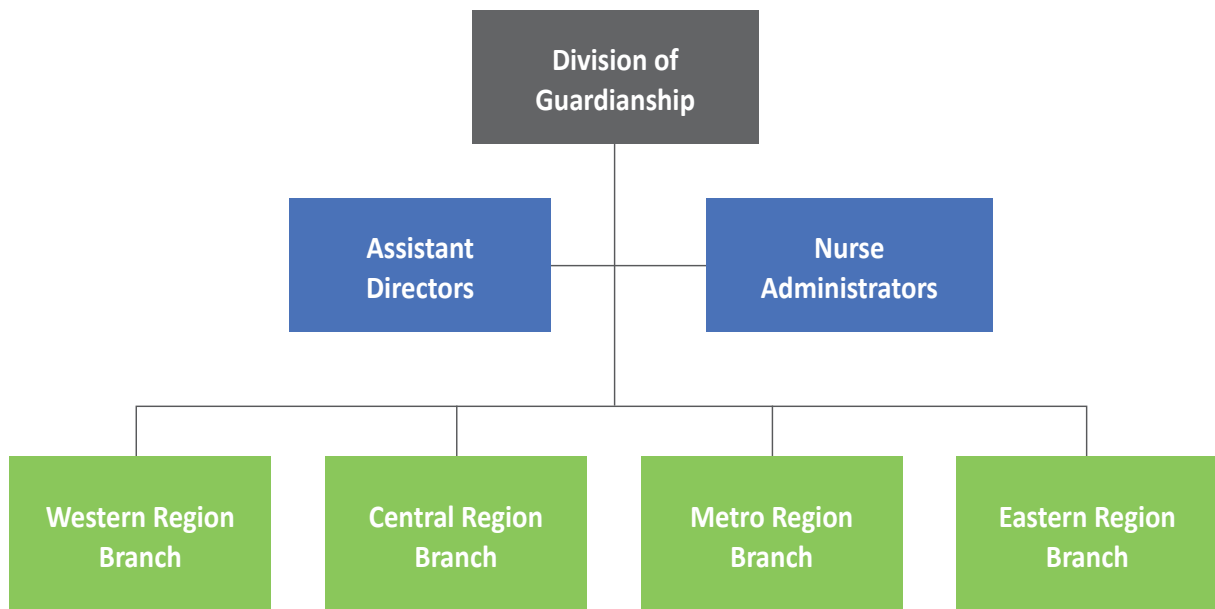 Division of
Guardianship
Assistant
Directors
Nurse
Administrators
Western Region
Branch
Central Region
Branch
Metro Region
Branch
Eastern Region
Branch